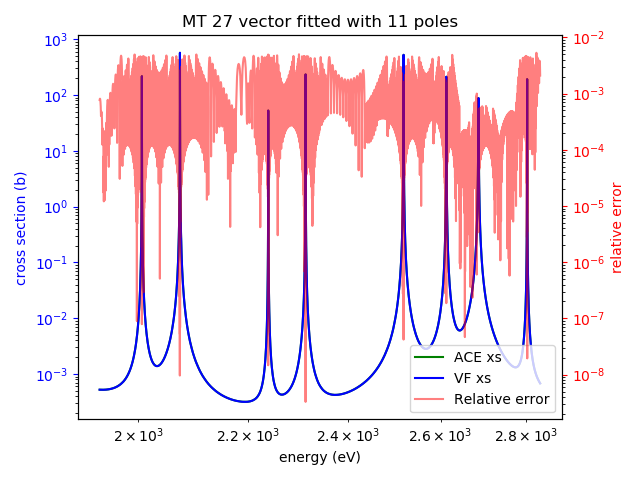 MT 27 vector fitted with 11 poles
10³
10²
10¹
10⁰
10⁻¹
10⁻²
10⁻³
cross section (b)
10⁻²
10⁻³
10⁻⁴
10⁻⁵
10⁻⁶
10⁻⁷
10⁻⁸
relative error
ACE xs
VF xs
Relative error
2 × 10³ 2.2 × 10³ 2.4 × 10³ 2.6 × 10³ 2.8 × 10³
energy (eV)